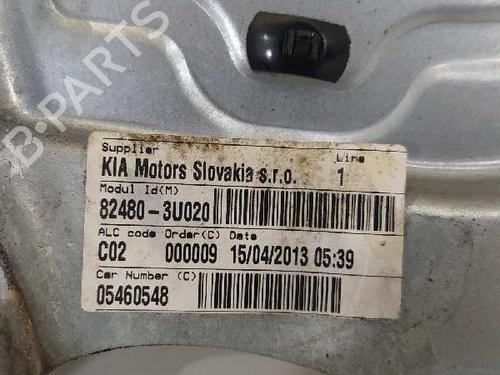 B-PARTS
Supplier Line
KIA Motors Slovakia s.r.o. 1
Modul Id(M)
82480-3U020
ALC code Order(C) Date
C02 000009 15/04/2013 05:39
Car Number (C)
05460548